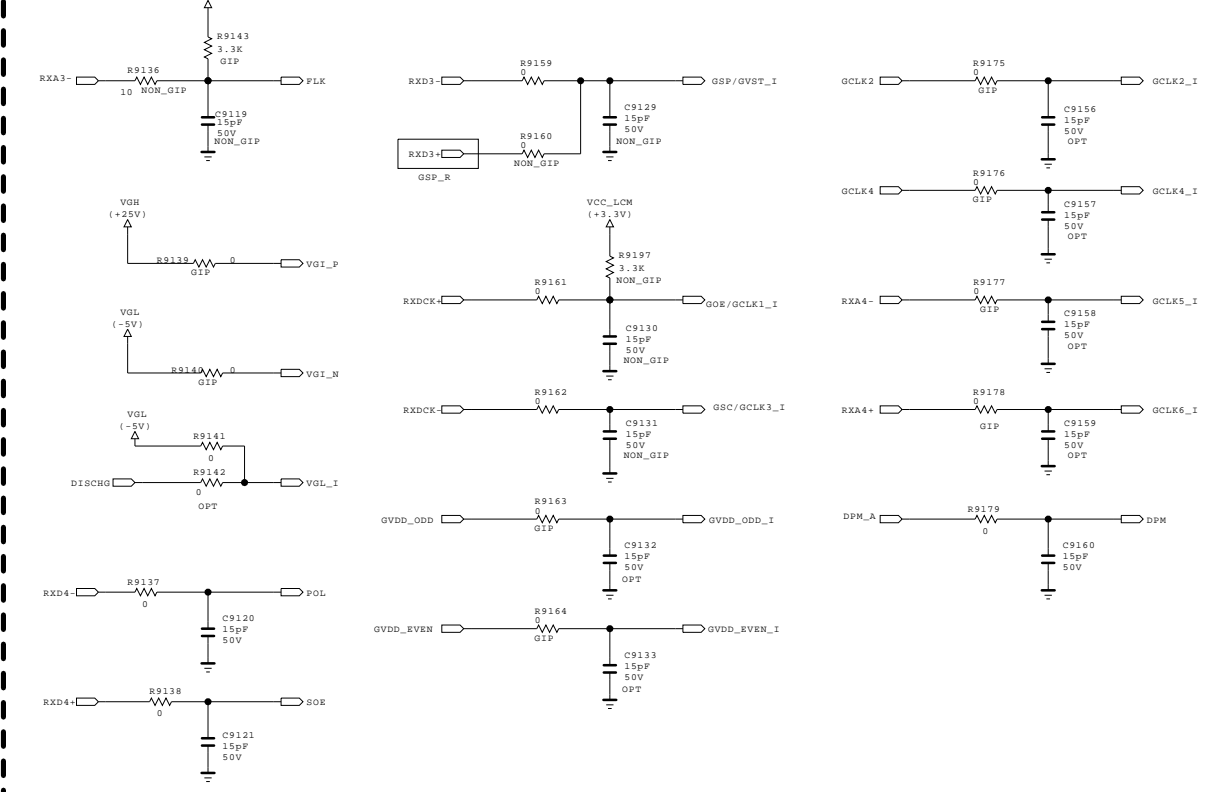 R9143
3.3K
GIP
RXA3-
R9136
10
NON_GIP
FLK
C9119
15pF
50V
NON_GIP
VGH
(+25V)
R9139
0
GIP
VGI_P
VGL
(-5V)
R9140
0
GIP
VGI_N
VGL
(-5V)
R9141
0
DISCHG
R9142
0
OPT
VGL_I
RXD4-
R9137
0
POL
C9120
15pF
50V
RXD4+
R9138
0
SOE
C9121
15pF
50V
RXD3-
R9159
0
GSP/GVST_I
C9129
15pF
50V
NON_GIP
RXD3+
R9160
0
NON_GIP
GSP_R
VCC_LCM
(+3.3V)
R9197
3.3K
NON_GIP
RXDCK+
R9161
0
GOE/GCLK1_I
C9130
15pF
50V
NON_GIP
RXDCK-
R9162
0
GSC/GCLK3_I
C9131
15pF
50V
NON_GIP
GVDD_ODD
R9163
0
GIP
GVDD_ODD_I
C9132
15pF
50V
OPT
GVDD_EVEN
R9164
0
GIP
GVDD_EVEN_I
C9133
15pF
50V
OPT
GCLK2
R9175
0
GIP
GCLK2_I
C9156
15pF
50V
OPT
GCLK4
R9176
0
GIP
GCLK4_I
C9157
15pF
50V
OPT
RXA4-
R9177
0
GIP
GCLK5_I
C9158
15pF
50V
OPT
RXA4+
R9178
0
GIP
GCLK6_I
C9159
15pF
50V
OPT
DPM_A
R9179
0
DPM
C9160
15pF
50V